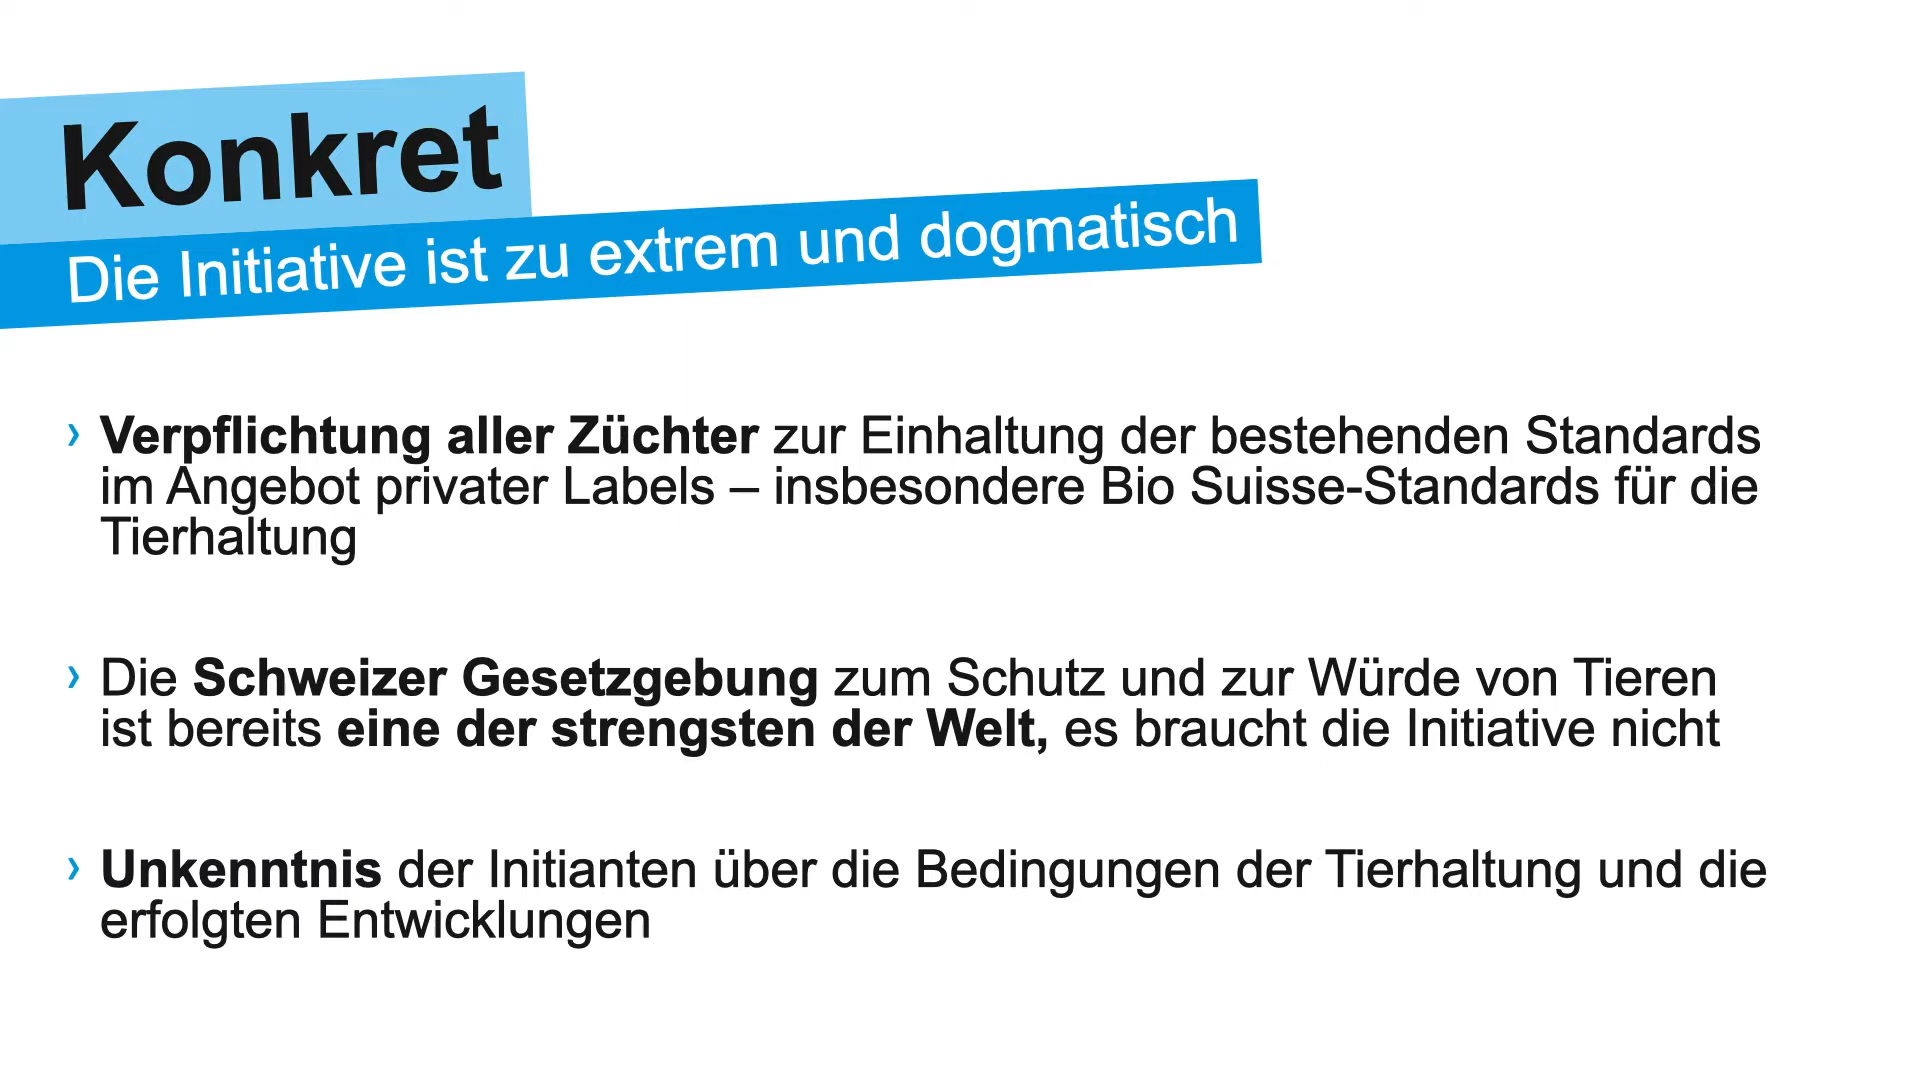 Konkret
Die Initiative ist zu extrem und dogmatisch
› Verpflichtung aller Züchter zur Einhaltung der bestehenden Standards
im Angebot privater Labels – insbesondere Bio Suisse-Standards für die
Tierhaltung
› Die Schweizer Gesetzgebung zum Schutz und zur Würde von Tieren
ist bereits eine der strengsten der Welt, es braucht die Initiative nicht
› Unkenntnis der Initianten über die Bedingungen der Tierhaltung und die
erfolgten Entwicklungen